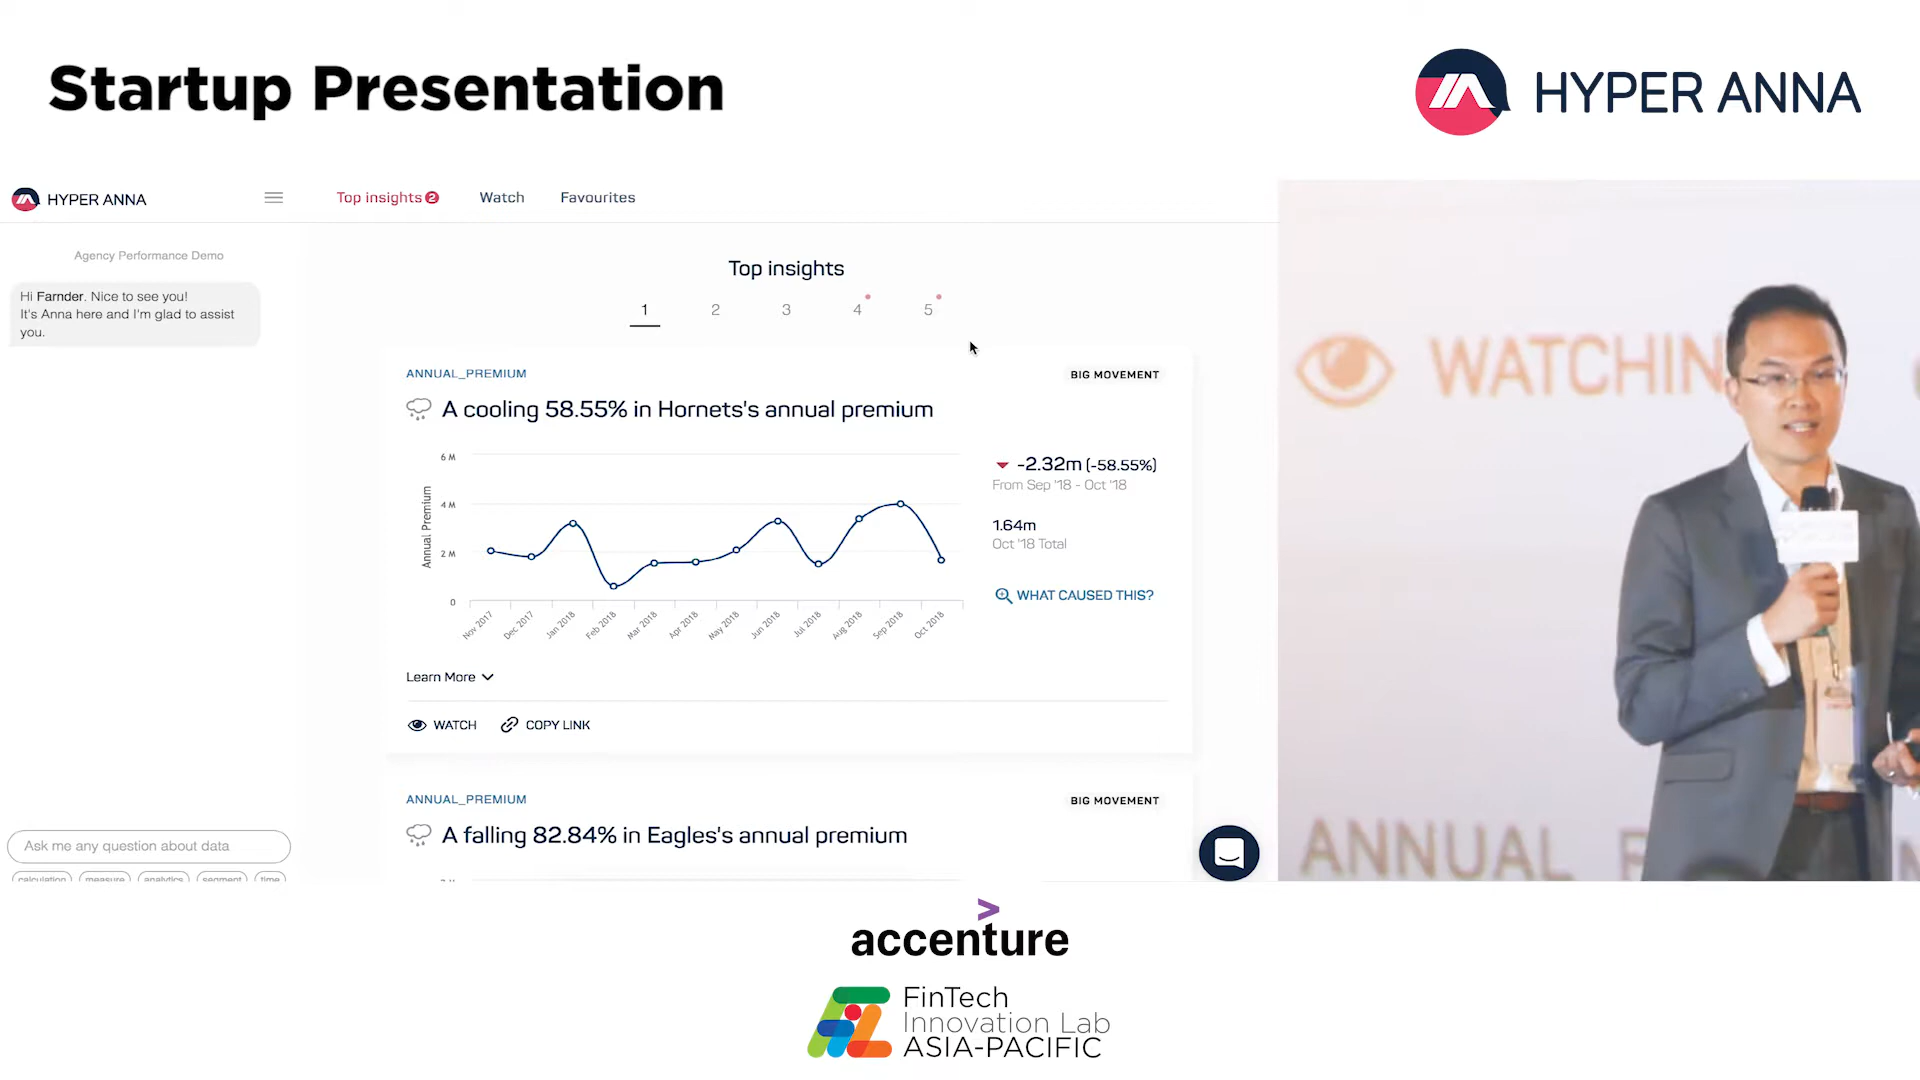 Startup Presentation
HYPER ANNA
HYPER ANNA
Top insights 2
Watch
Favourites
Agency Performance Demo
Hi Farnder. Nice to see you!
It's Anna here and I'm glad to assist
you.
Top insights
1 2 3 4 5
ANNUAL_PREMIUM
BIG MOVEMENT
A cooling 58.55% in Hornets's annual premium
6 M
4 M
2 M
0
Annual Premium
Nov 2017 Dec 2017 Jan 2018 Feb 2018 Mar 2018 Apr 2018 May 2018 Jun 2018 Jul 2018 Aug 2018 Sep 2018 Oct 2018
-2.32m (-58.55%)
From Sep '18 - Oct '18
1.64m
Oct '18 Total
WHAT CAUSED THIS?
Learn More
WATCH
COPY LINK
ANNUAL_PREMIUM
BIG MOVEMENT
A falling 82.84% in Eagles's annual premium
Ask me any question about data
calculation measure analytics segment time
WATCHIN
ANNUAL
accenture
FinTech
Innovation Lab
ASIA-PACIFIC